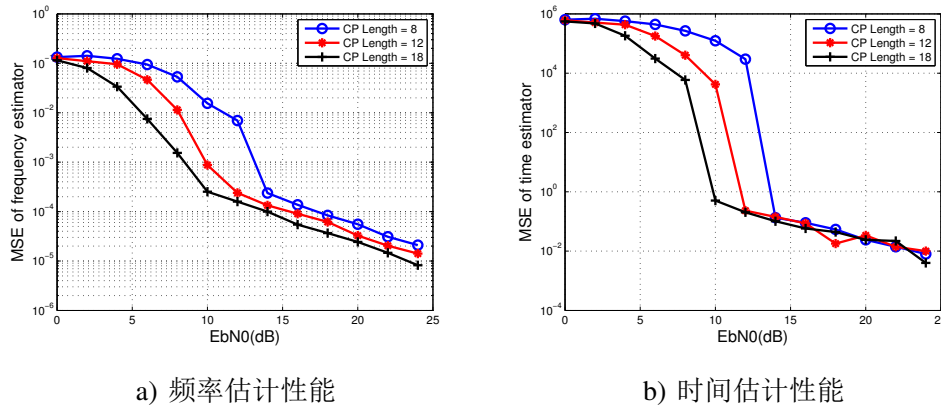 10^0
10^-1
10^-2
10^-3
10^-4
10^-5
10^-6
0
5
10
15
20
25
MSE of frequency estimator
EbN0(dB)
CP Length = 8
CP Length = 12
CP Length = 18
a) 频率估计性能
10^6
10^4
10^2
10^0
10^-2
10^-4
0
5
10
15
20
25
MSE of time estimator
EbN0(dB)
CP Length = 8
CP Length = 12
CP Length = 18
b) 时间估计性能